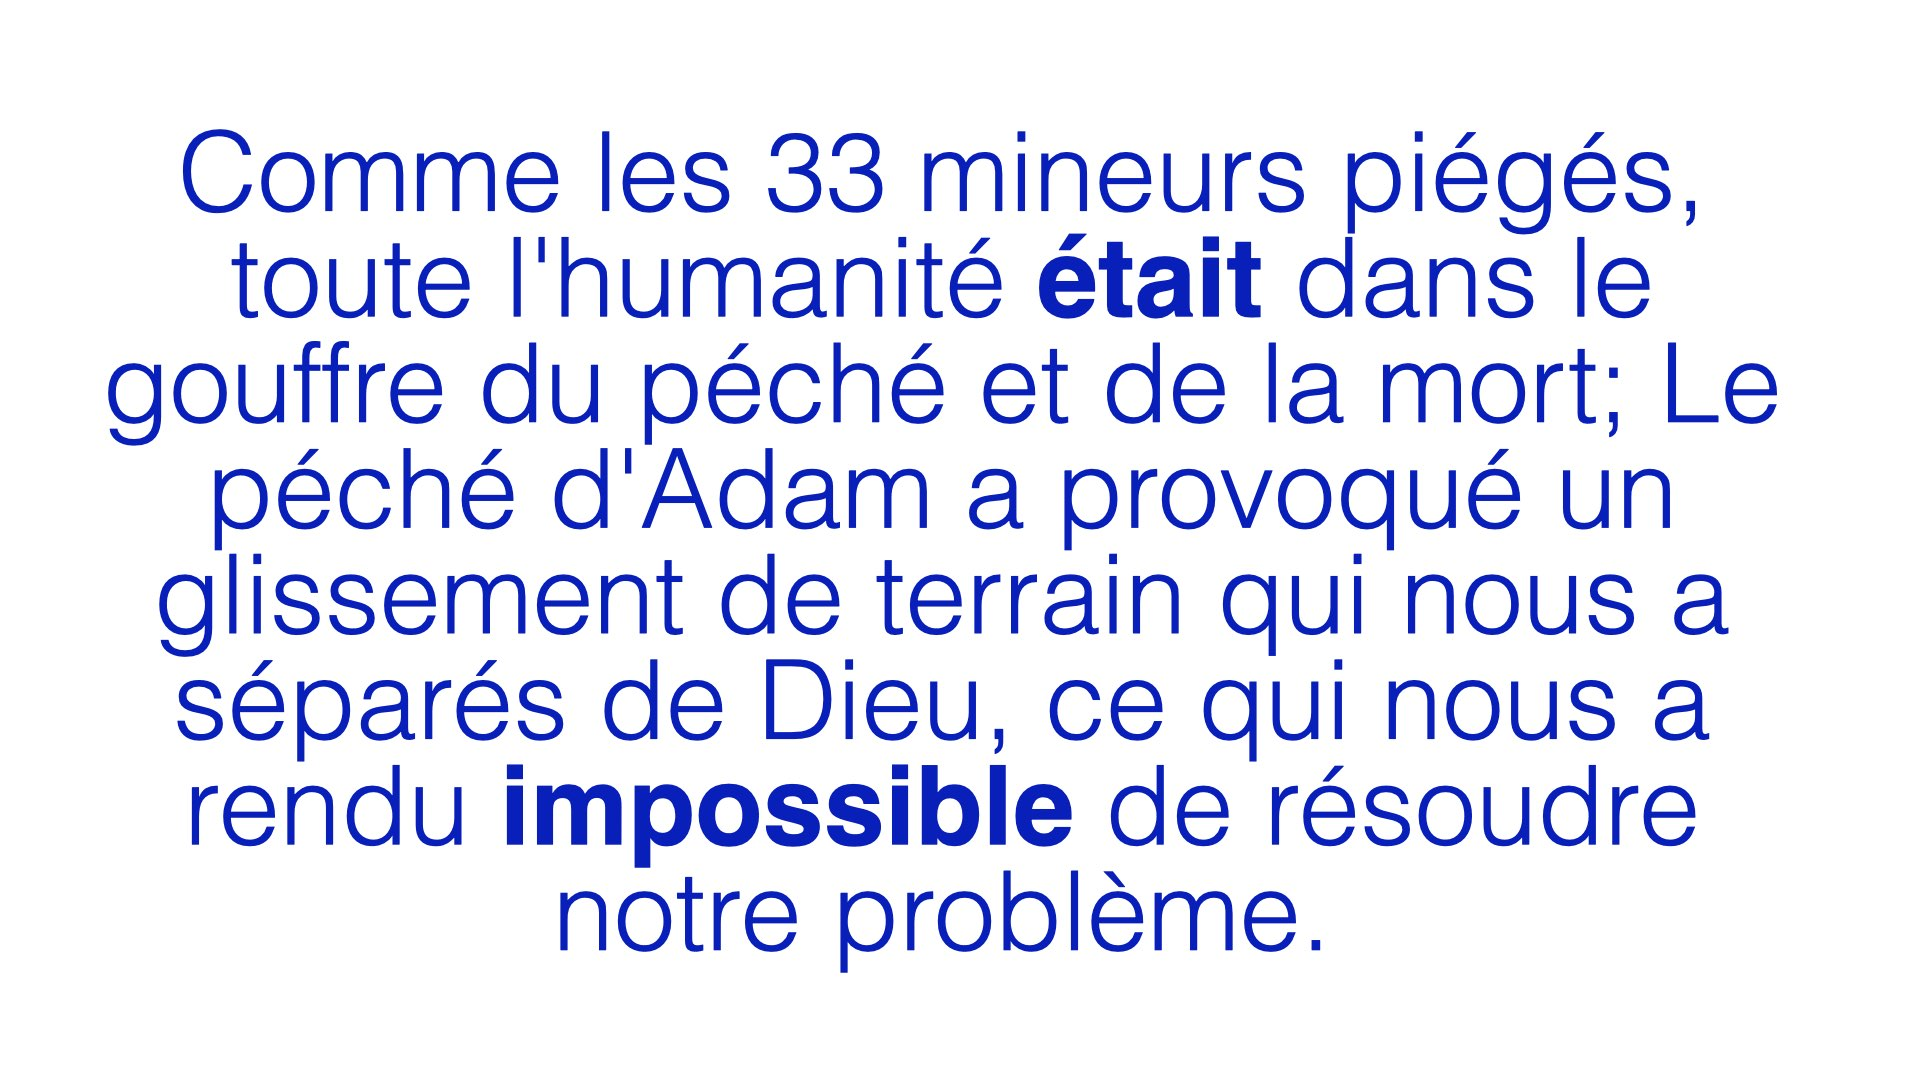 Comme les 33 mineurs piégés,
toute l'humanité était dans le
gouffre du péché et de la mort; Le
péché d'Adam a provoqué un
glissement de terrain qui nous a
séparés de Dieu, ce qui nous a
rendu impossible de résoudre
notre problème.